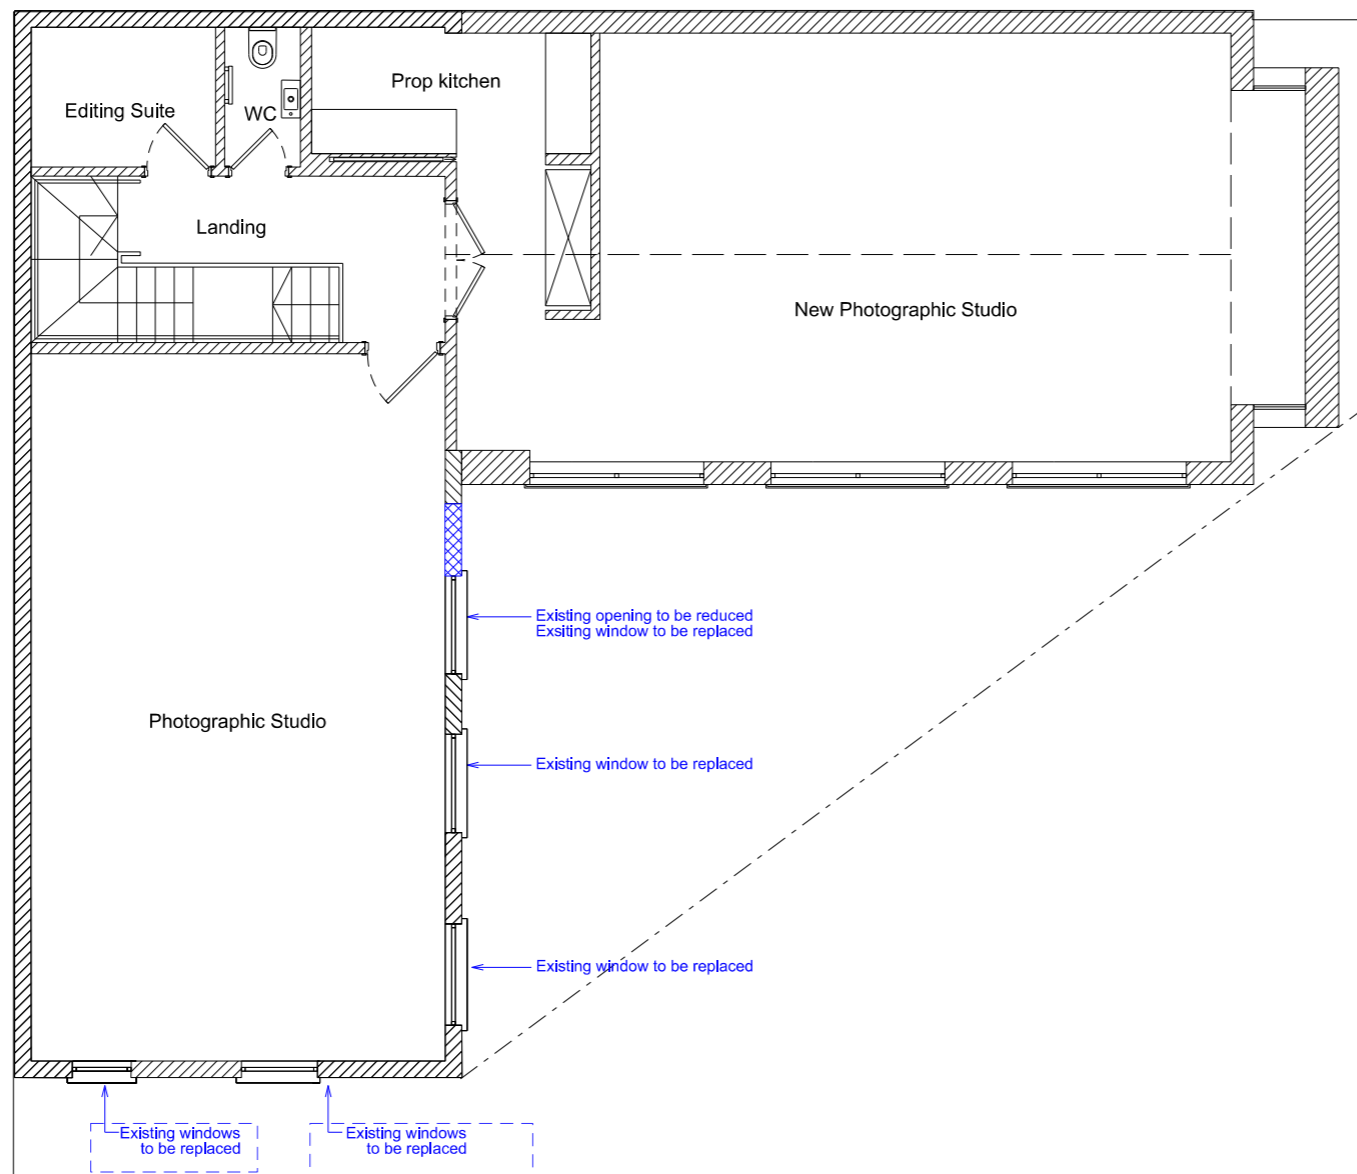 Prop kitchen
Editing Suite
WC
Landing
New Photographic Studio
Existing opening to be reduced
Exsiting window to be replaced
Photographic Studio
Existing window to be replaced
Existing window to be replaced
Existing windows
to be replaced
Existing windows
to be replaced